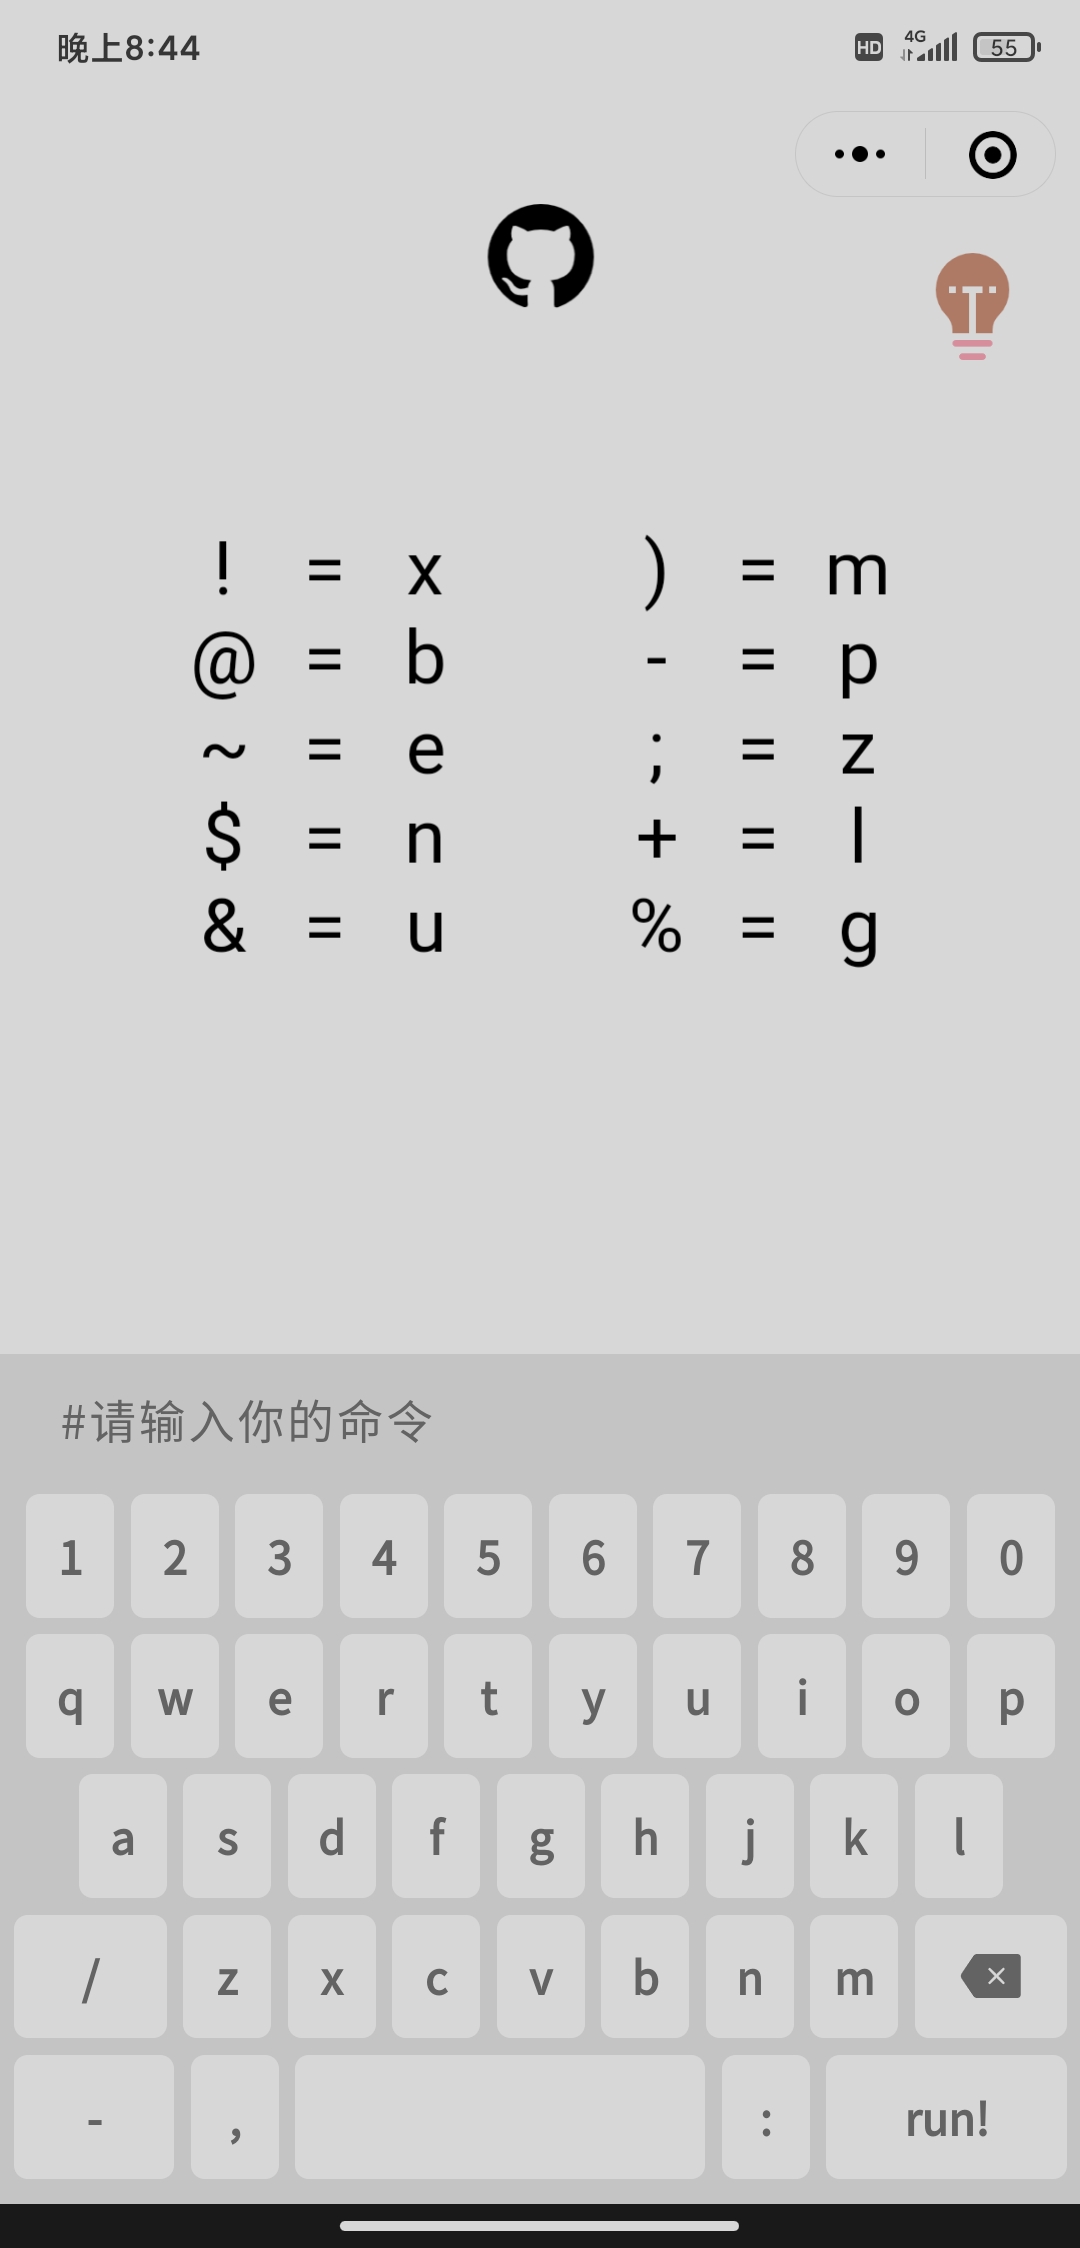 晚上8:44
HD 4G 55
! = x ) = m
@ = b - = p
~ = e ; = z
$ = n + = l
& = u % = g
#请输入你的命令
1 2 3 4 5 6 7 8 9 0
q w e r t y u i o p
a s d f g h j k l
/ z x c v b n m
- , : run!